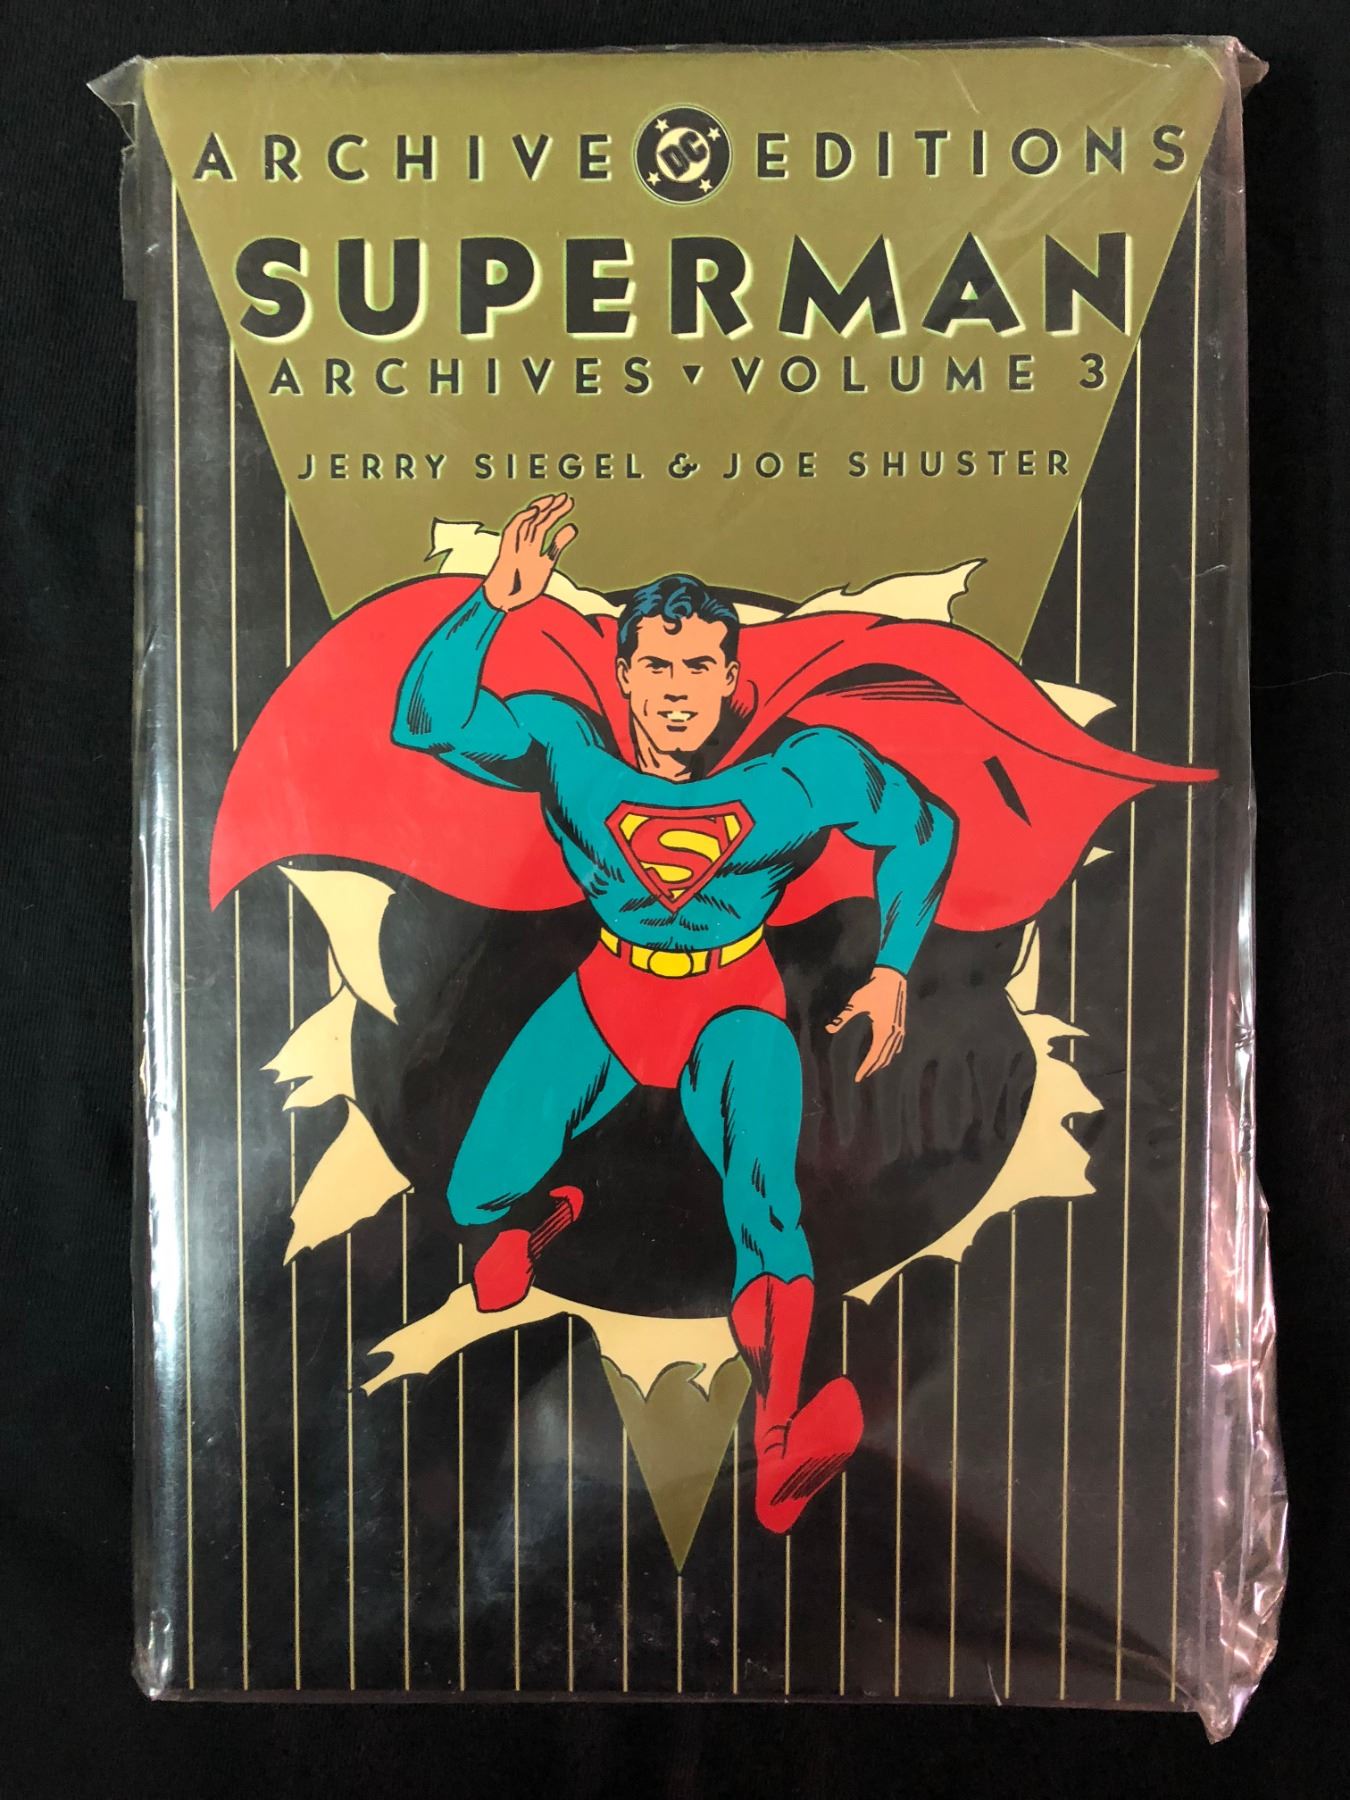 ARCHIVE DC EDITIONS
SUPERMAN
ARCHIVES ▾ VOLUME 3
JERRY SIEGEL & JOE SHUSTER
S